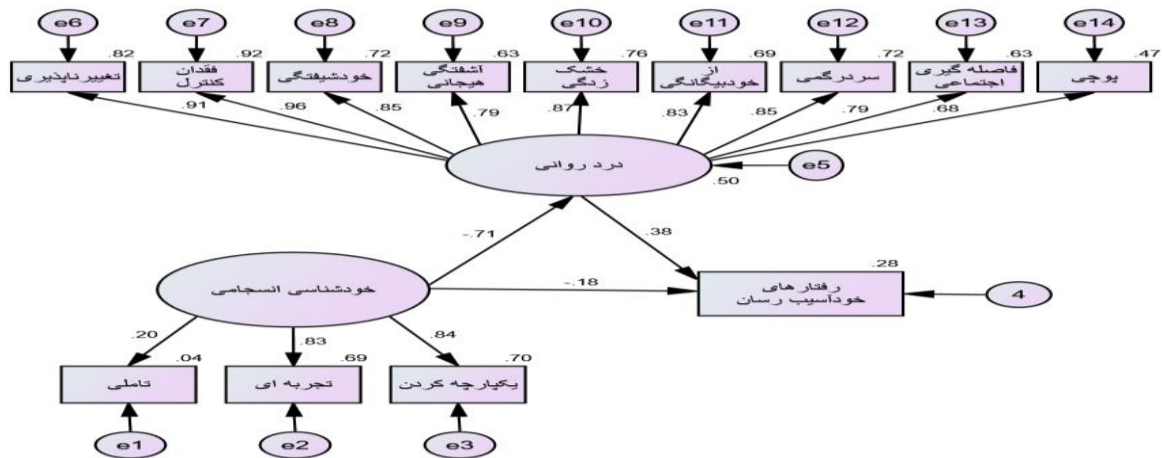 e6 e7 e8 e9 e10 e11 e12 e13 e14
.82 .92 .72 .63 .76 .69 .72 .63 .47
تغییرناپذیری
فقدان
کنترل
خودشیفتگی
آشفتگی
هیجانی
خشک
زدگی
از
خودبیگانگی
سردرگمی
فاصله گیری
اجتماعی
پوچی
.91 .96 .85 .79 .87 .83 .85 .79 .68
درد روانی
e5
.50
-.71
.38
خودشناسی انسجامی
-.18
.28
رفتارهای
خودآسیب رسان
4
.20 .83 .84
.04 .69 .70
تاملی
تجربه ای
یکپارچه کردن
e1 e2 e3